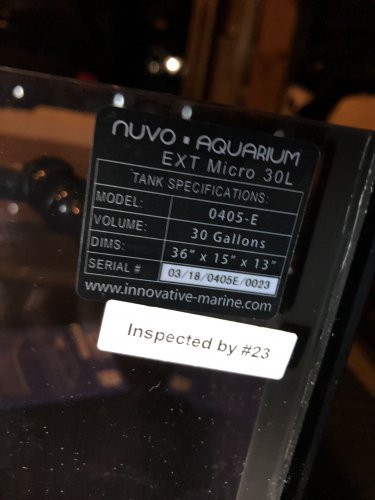 nuvo ▪ AQUARIUM
EXT Micro 30L
TANK SPECIFICATIONS:
MODEL: 0405-E
VOLUME: 30 Gallons
DIMS: 36" x 15" x 13"
SERIAL # 03/18/0405E/0023
www.innovative-marine.com
Inspected by #23